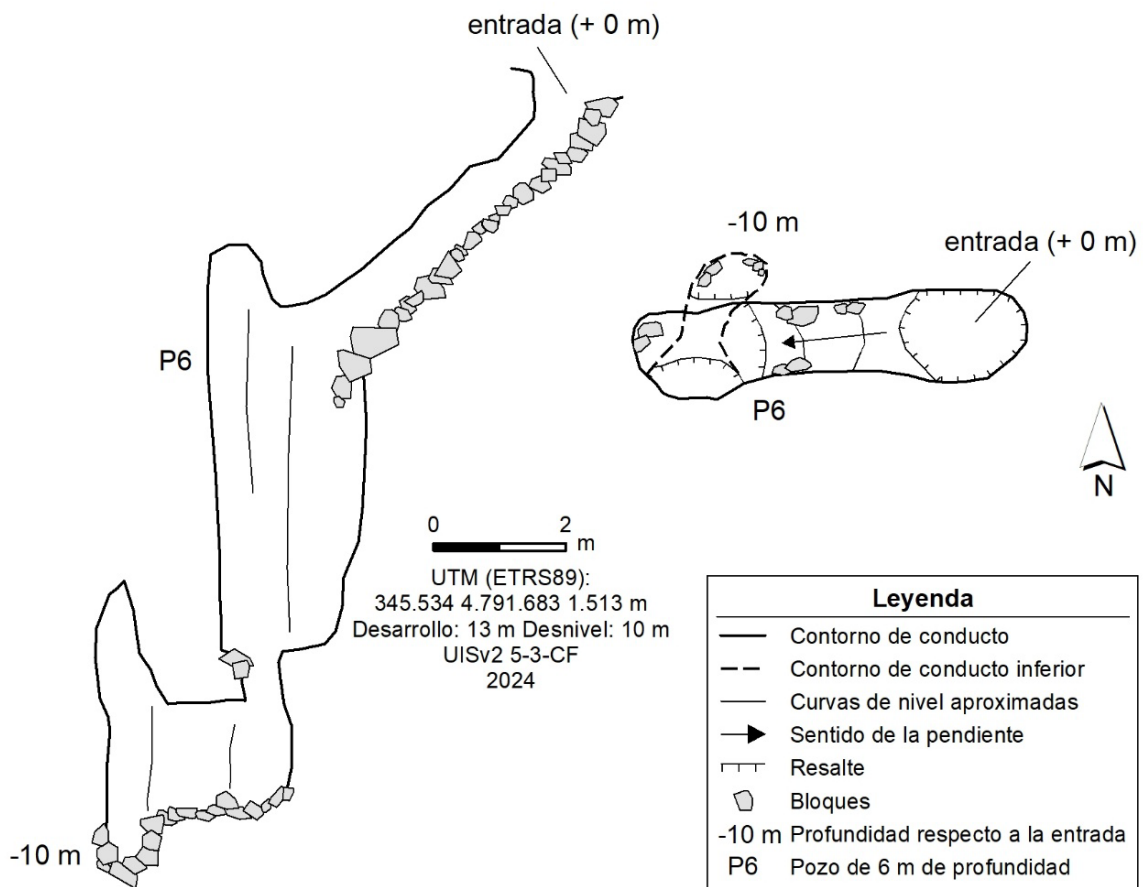 entrada (+ 0 m)
-10 m
entrada (+ 0 m)
P6
P6
N
0 2
m
UTM (ETRS89):
345.534 4.791.683 1.513 m
Desarrollo: 13 m Desnivel: 10 m
UISv2 5-3-CF
2024
-10 m
Leyenda
Contorno de conducto
Contorno de conducto inferior
Curvas de nivel aproximadas
Sentido de la pendiente
Resalte
Bloques
-10 m Profundidad respecto a la entrada
P6 Pozo de 6 m de profundidad